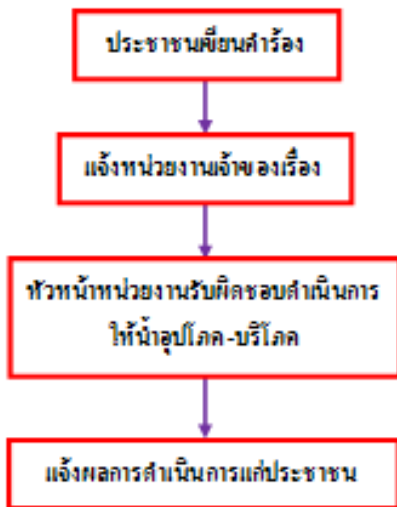 ประชาชนเขียนคำร้อง
แจ้งหน่วยงานเจ้าของเรื่อง
หัวหน้าหน่วยงานรับผิดชอบดำเนินการ
ให้น้ำอุปโภค-บริโภค
แจ้งผลการดำเนินการแก่ประชาชน